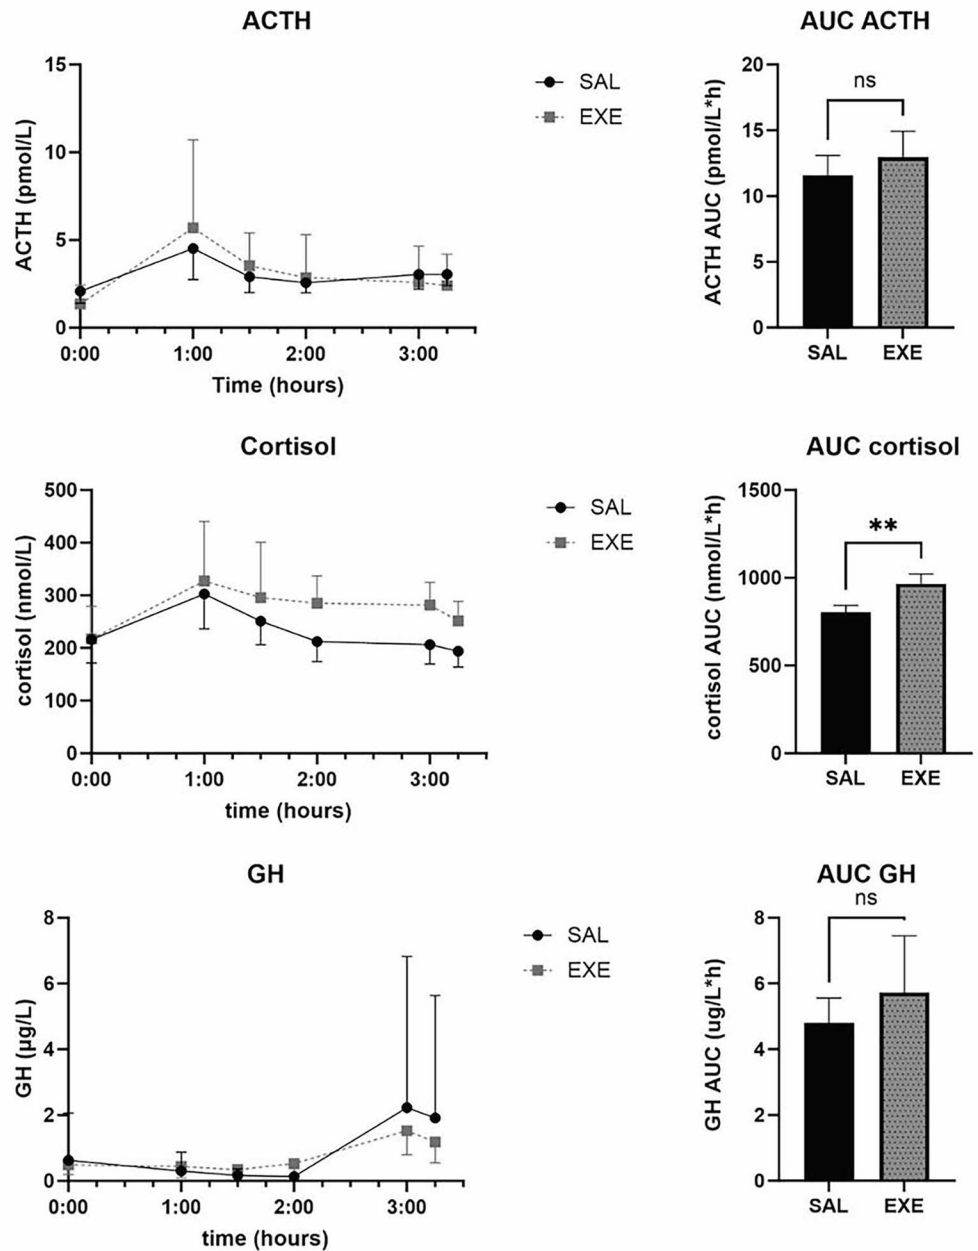 ACTH
ACTH (pmol/L)
15
10
5
0
0:00 1:00 2:00 3:00
Time (hours)
SAL
EXE
AUC ACTH
ACTH AUC (pmol/L*h)
20
15
10
5
0
ns
SAL EXE
Cortisol
cortisol (nmol/L)
500
400
300
200
100
0
0:00 1:00 2:00 3:00
time (hours)
SAL
EXE
AUC cortisol
cortisol AUC (nmol/L*h)
1500
1000
500
0
**
SAL EXE
GH
GH (µg/L)
8
6
4
2
0
0:00 1:00 2:00 3:00
time (hours)
SAL
EXE
AUC GH
GH AUC (ug/L*h)
8
6
4
2
0
ns
SAL EXE